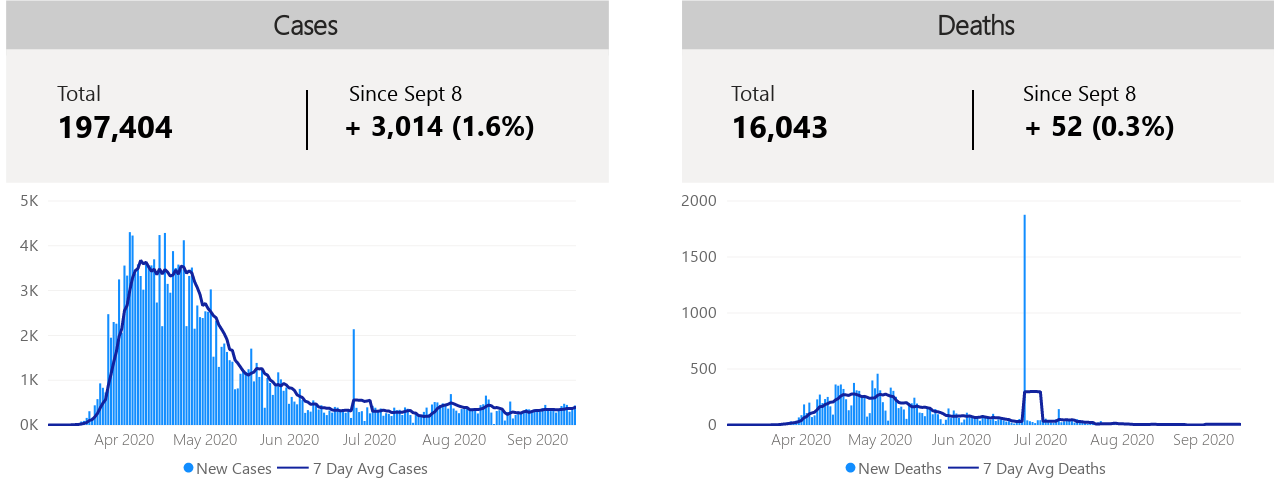 Cases
Total
197,404
Since Sept 8
+ 3,014 (1.6%)
5K
4K
3K
2K
1K
0K
Apr 2020 May 2020 Jun 2020 Jul 2020 Aug 2020 Sep 2020
New Cases 7 Day Avg Cases
Deaths
Total
16,043
Since Sept 8
+ 52 (0.3%)
2000
1500
1000
500
0
Apr 2020 May 2020 Jun 2020 Jul 2020 Aug 2020 Sep 2020
New Deaths 7 Day Avg Deaths